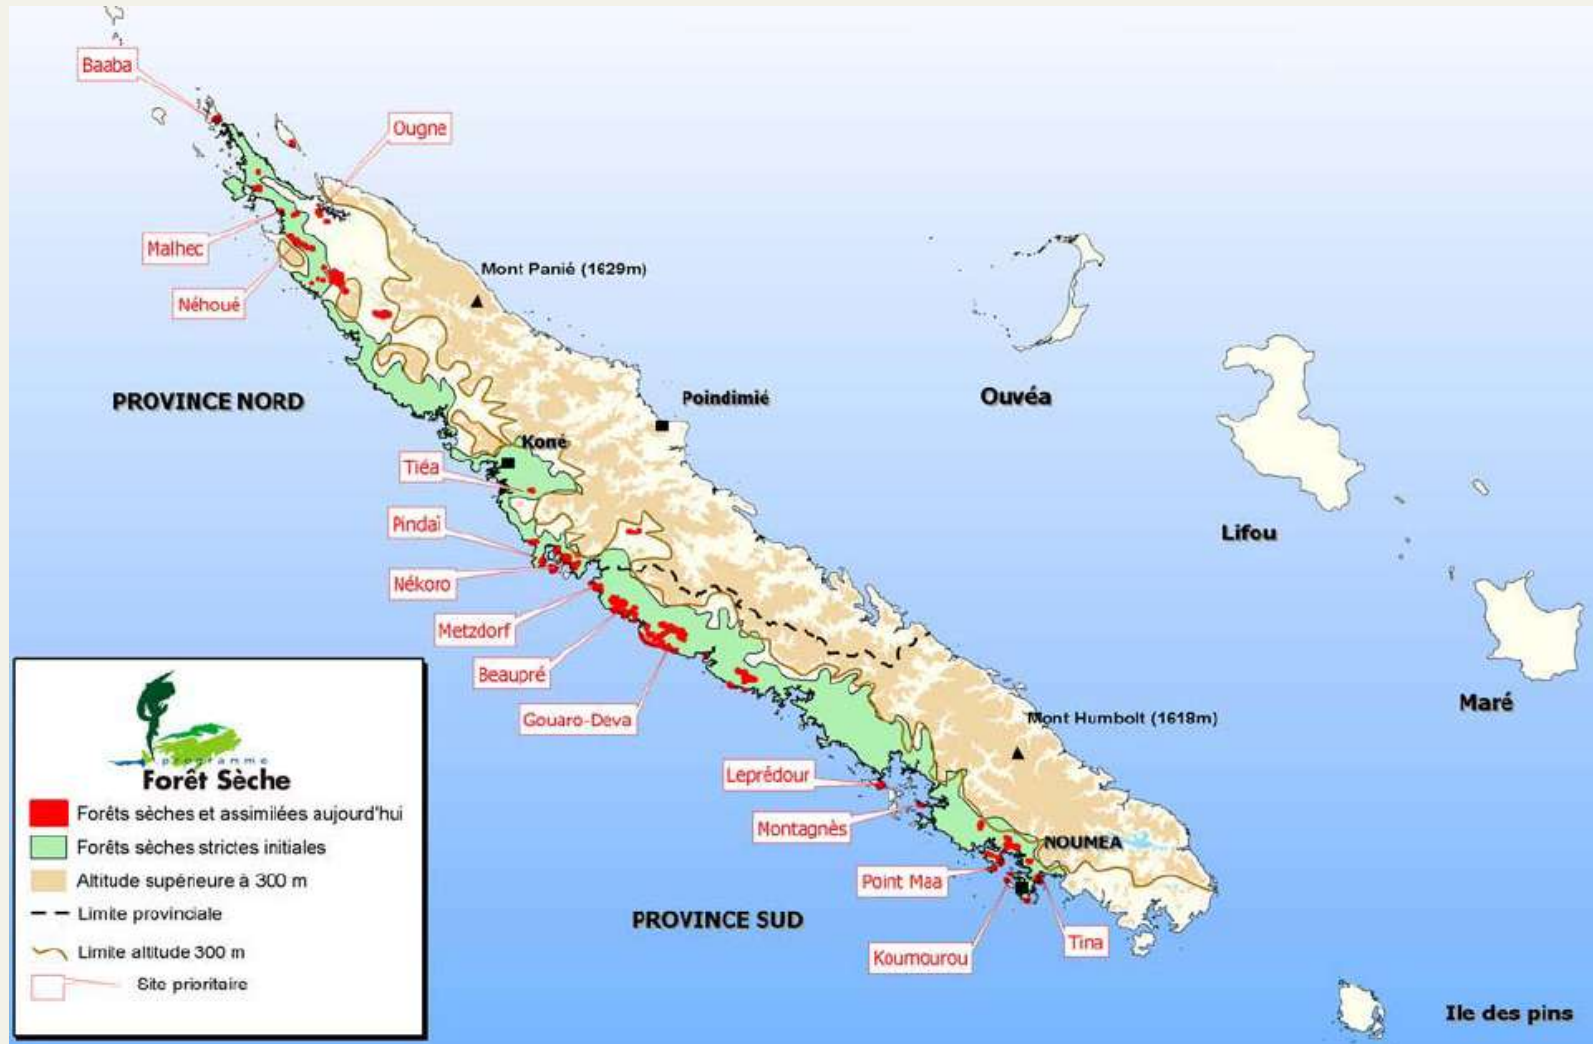 Baaba
Ougne
Malhec
Néhoué
Mont Panié (1629m)
PROVINCE NORD
Poindimié
Ouvéa
Koné
Tiéa
Lifou
Pindaï
Nékoro
Metzdorf
Beaupré
Gouaro-Deva
Maré
Mont Humbolt (1618m)
Leprédour
Montagnès
NOUMEA
Point Maa
PROVINCE SUD
Koumourou
Tina
Ile des pins
programme
Forêt Sèche
Forêts sèches et assimilées aujourd'hui
Forêts sèches strictes initiales
Altitude supérieure à 300 m
Limite provinciale
Limite altitude 300 m
Site prioritaire